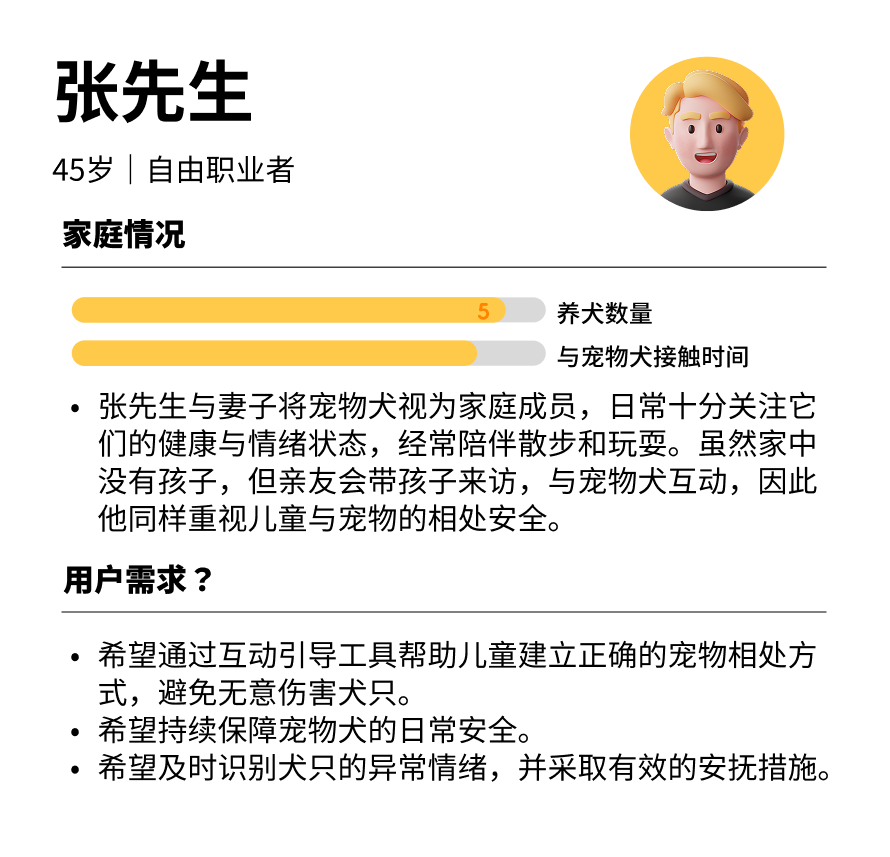 张先生
45岁｜自由职业者
家庭情况
5 养犬数量
与宠物犬接触时间
• 张先生与妻子将宠物犬视为家庭成员，日常十分关注它
们的健康与情绪状态，经常陪伴散步和玩耍。虽然家中
没有孩子，但亲友会带孩子来访，与宠物犬互动，因此
他同样重视儿童与宠物的相处安全。
用户需求？
• 希望通过互动引导工具帮助儿童建立正确的宠物相处方
式，避免无意伤害犬只。
• 希望持续保障宠物犬的日常安全。
• 希望及时识别犬只的异常情绪，并采取有效的安抚措施。